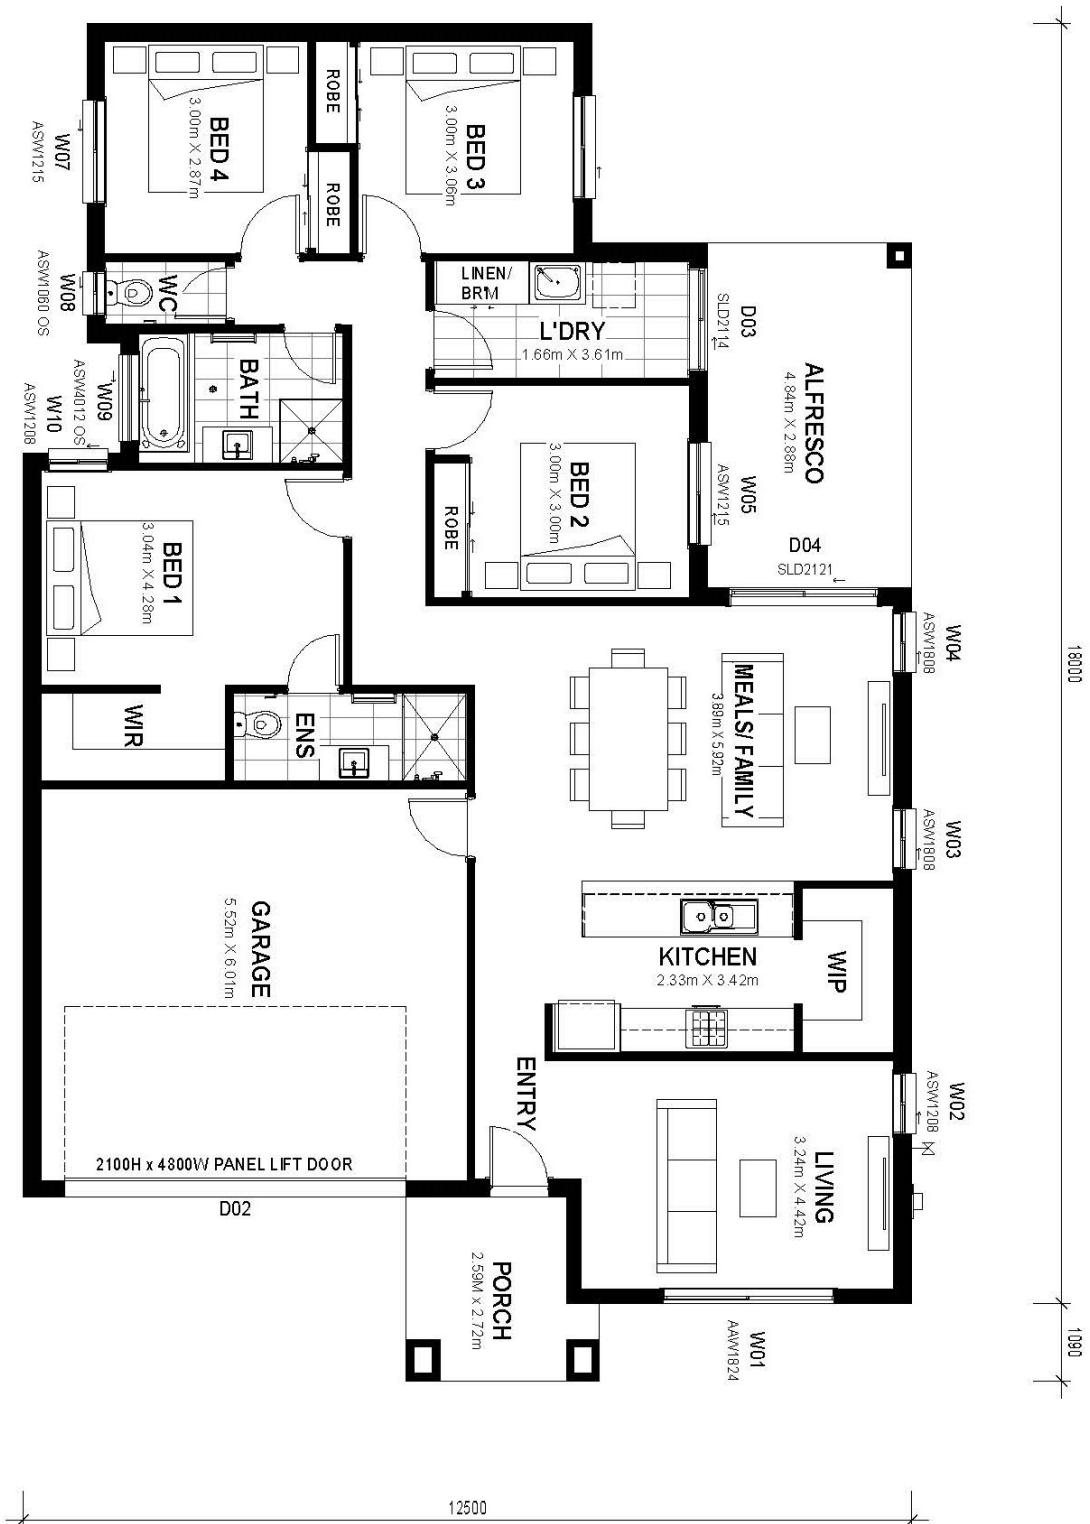 ROBE
BED 4
3.00m X 2.87m
ROBE
BED 3
3.00m X 3.06m
W07
ASW1215
W08
ASW1060 OS
WC
LINEN/
BRM
L'DRY
1.66m X 3.61m
D03
SLD2114
ALFRESCO
4.84m X 2.88m
W09
ASW4012 OS
W10
ASW1208
BATH
BED 2
3.00m X 3.00m
ROBE
W05
ASW1215
D04
SLD2121
BED 1
3.04m X 4.28m
W04
ASW1808
18000
MEALS/ FAMILY
3.89m X 5.92m
WIR
ENS
W03
ASW1808
GARAGE
5.52m X 6.01m
KITCHEN
2.33m X 3.42m
WIP
ENTRY
W02
ASW1208
2100H x 4800W PANEL LIFT DOOR
D02
LIVING
3.24m X 4.42m
PORCH
2.59M x 2.72m
W01
AAW1824
1090
12500